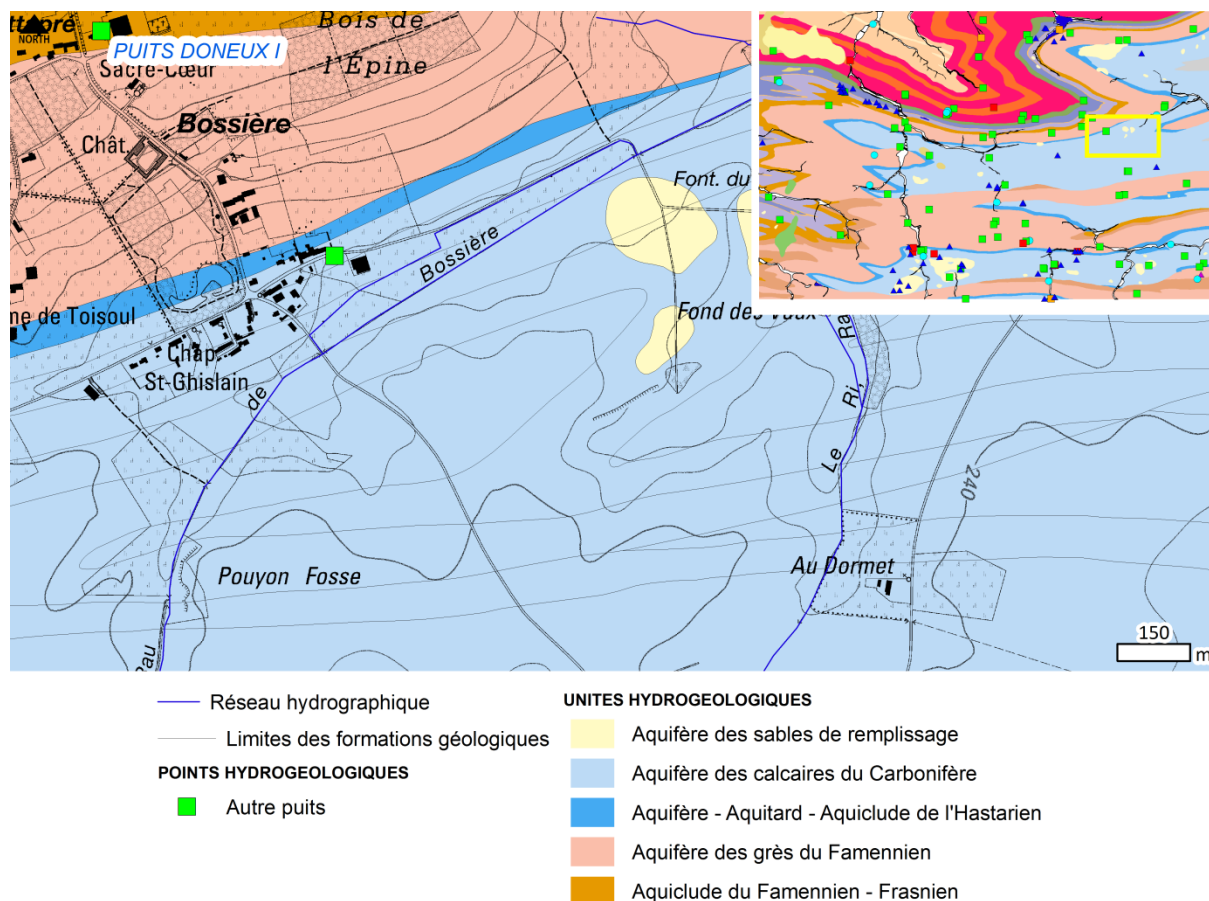 Bois de
l'Épine
NORTH
PUITS DONEUX I
Sacré-Cœur
Bossière
Chât.
Font. du
Bossière
de
Fond des Vaux
me de Toisoul
Chap.
St-Ghislain
Ri,
Le
240
Au Dormet
Pouyon Fosse
150
m
Réseau hydrographique
Limites des formations géologiques
POINTS HYDROGEOLOGIQUES
Autre puits
UNITES HYDROGEOLOGIQUES
Aquifère des sables de remplissage
Aquifère des calcaires du Carbonifère
Aquifère - Aquitard - Aquiclude de l'Hastarien
Aquifère des grès du Famennien
Aquiclude du Famennien - Frasnien